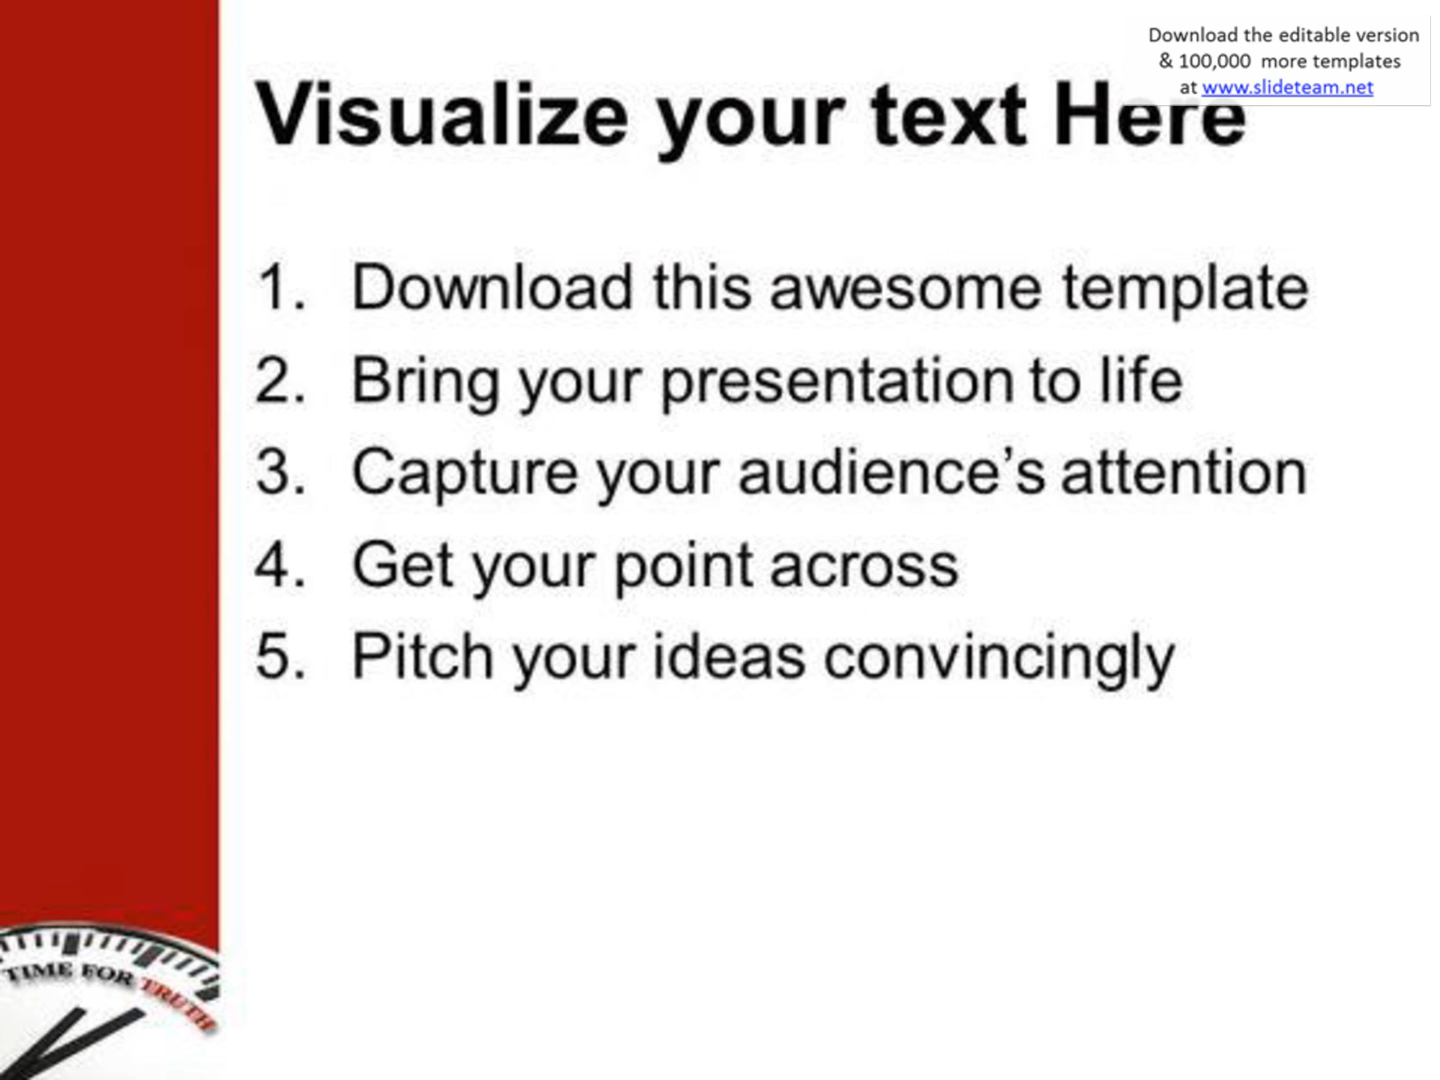 Download the editable version
& 100,000 more templates
at www.slideteam.net
Visualize your text Here
1. Download this awesome template
2. Bring your presentation to life
3. Capture your audience’s attention
4. Get your point across
5. Pitch your ideas convincingly
TIME FOR TRUTH